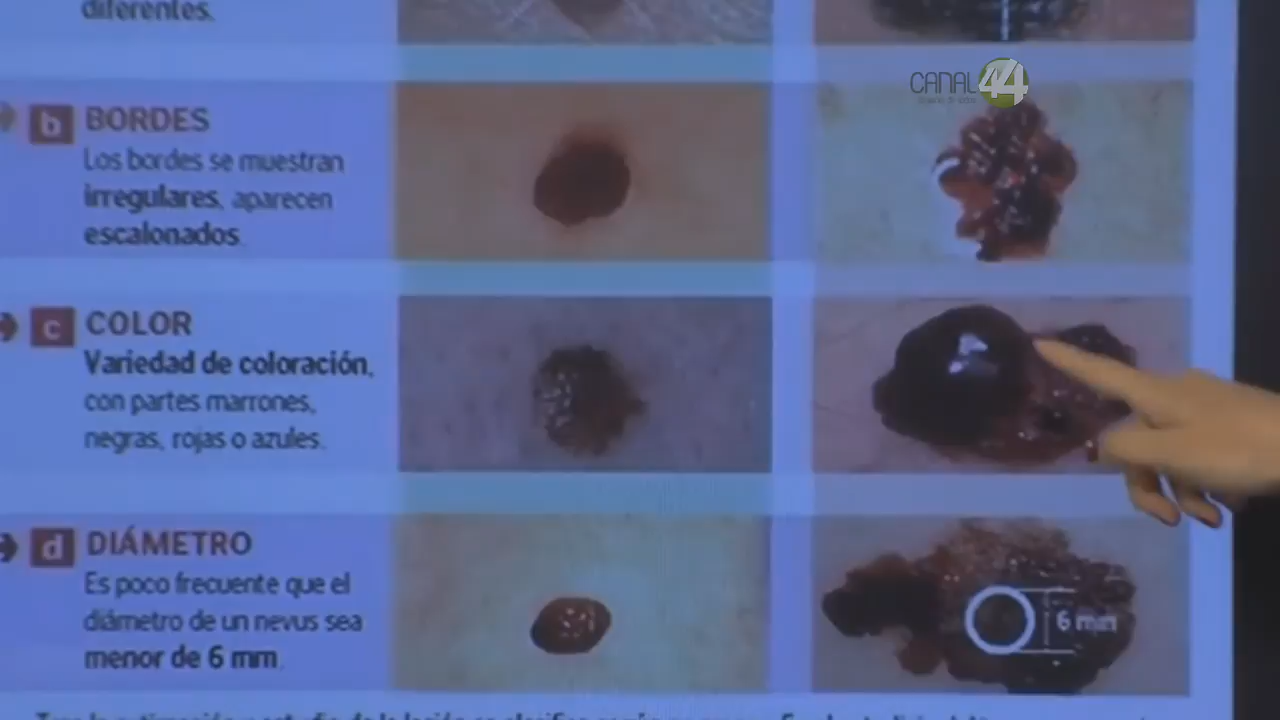 diferentes.
CANAL 44
b BORDES
Los bordes se muestran
irregulares, aparecen
escalonados.
c COLOR
Variedad de coloración,
con partes marrones,
negras, rojas o azules.
d DIÁMETRO
Es poco frecuente que el
diámetro de un nevus sea
menor de 6 mm.
6 mm